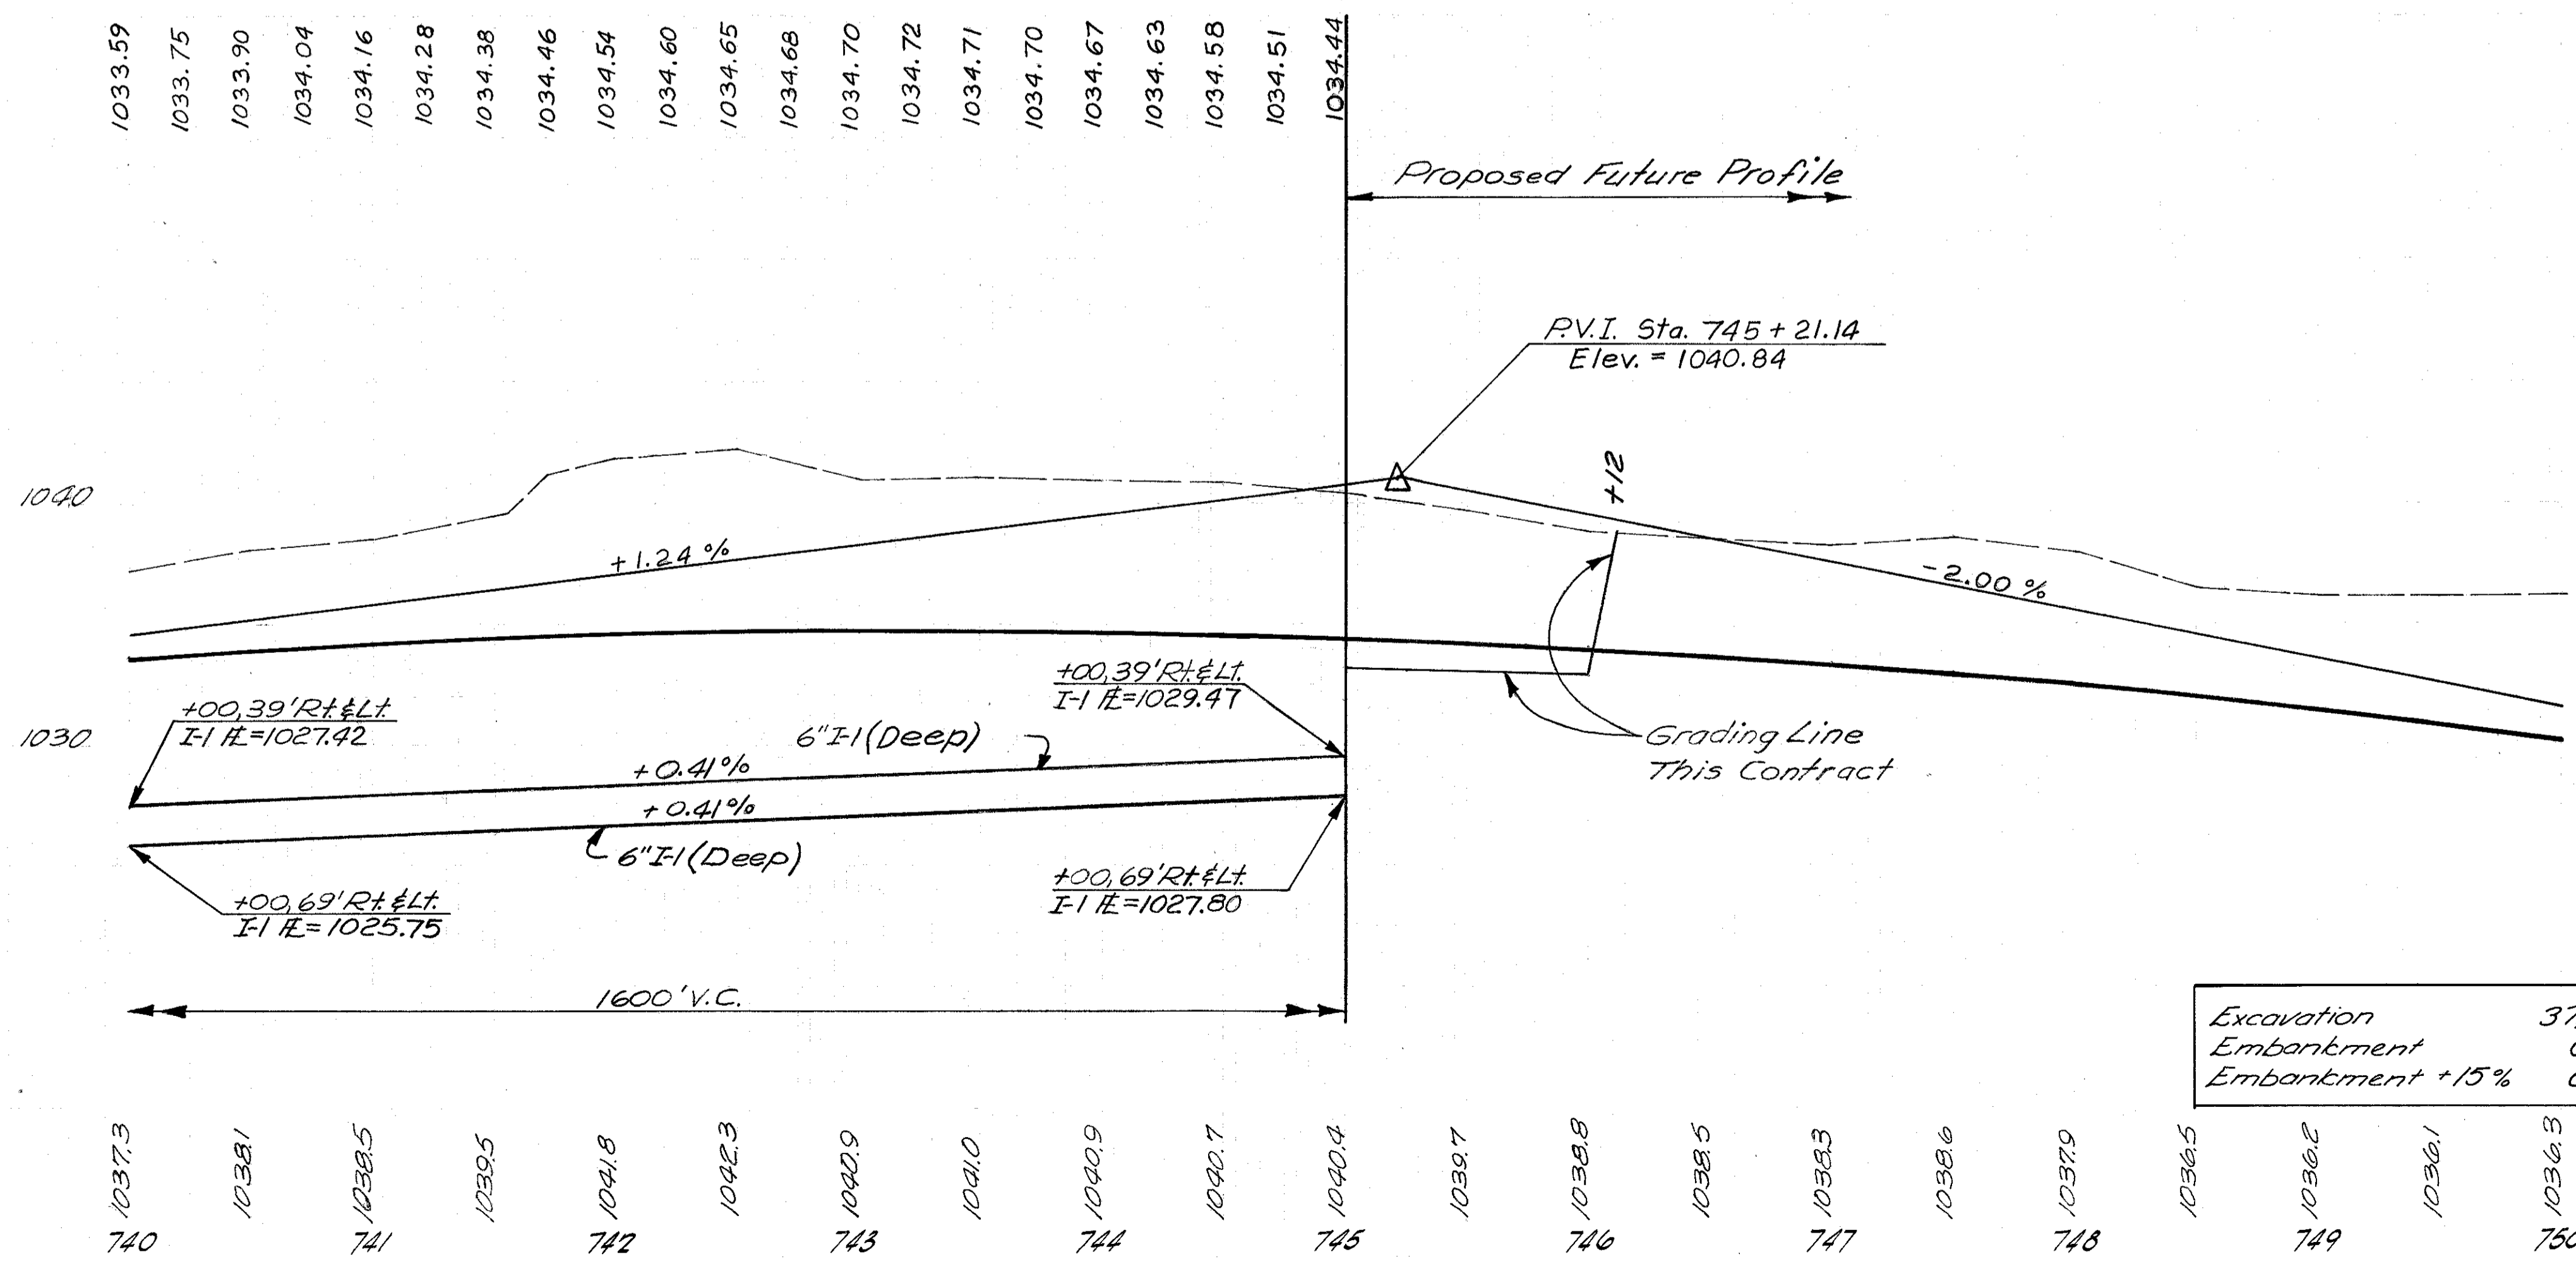 1033.59 1033.75 1033.90 1034.04 1034.16 1034.28 1034.38 1034.46 1034.54 1034.60 1034.65 1034.68 1034.70 1034.72 1034.71 1034.70 1034.67 1034.63 1034.58 1034.51 1034.44
Proposed Future Profile
P.V.I. Sta. 745 + 21.14
Elev. = 1040.84
+12
1040
+1.24 %
-2.00 %
+00,39' Rt. & Lt.
I-1 FL=1029.47
+00,39' Rt. & Lt.
I-1 FL=1027.42
1030
6" I-1 (Deep)
Grading Line
This Contract
+0.41%
+0.41%
6" I-1 (Deep)
+00,69' Rt. & Lt.
I-1 FL=1027.80
+00,69' Rt. & Lt.
I-1 FL=1025.75
1600' V.C.
Excavation 37
Embankment
Embankment +15%
1037.3 1038.1 1038.5 1039.5 1041.8 1042.3 1040.9 1041.0 1040.9 1040.7 1040.4 1039.7 1038.8 1038.5 1038.3 1038.6 1037.9 1036.5 1036.2 1036.1 1036.3
740 741 742 743 744 745 746 747 748 749 750